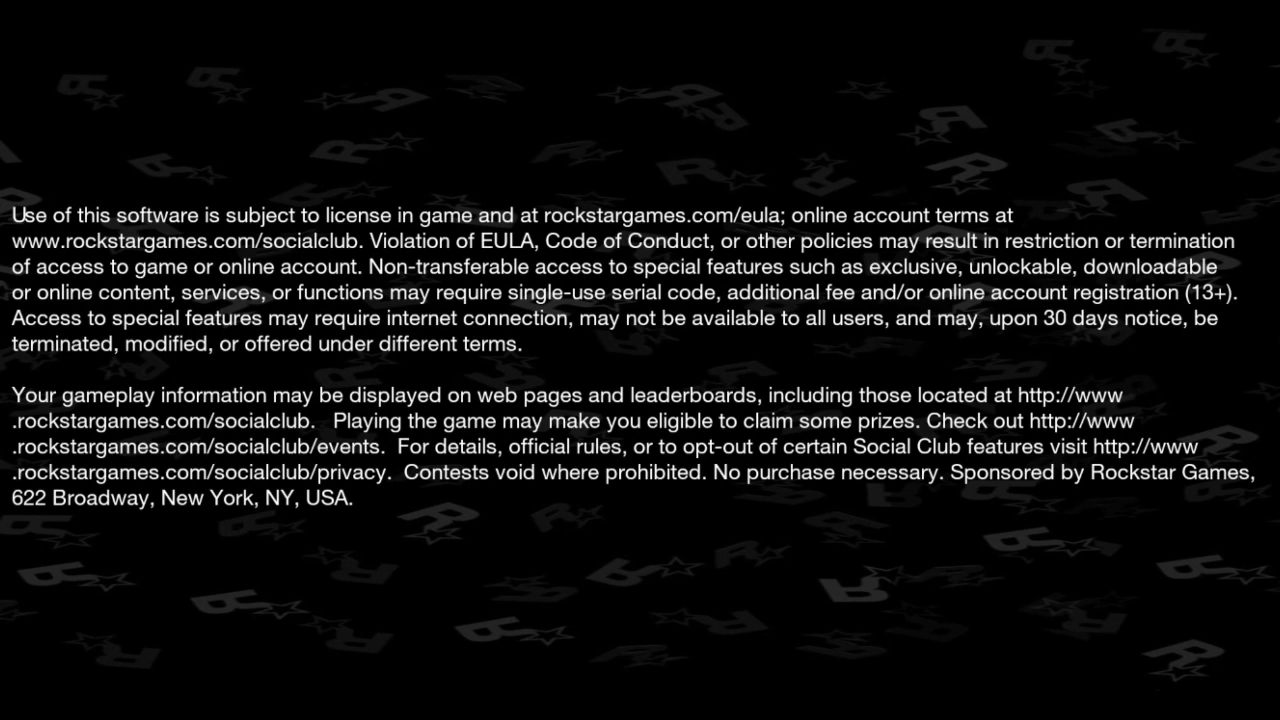 Use of this software is subject to license in game and at rockstargames.com/eula; online account terms at
www.rockstargames.com/socialclub. Violation of EULA, Code of Conduct, or other policies may result in restriction or termination
of access to game or online account. Non-transferable access to special features such as exclusive, unlockable, downloadable
or online content, services, or functions may require single-use serial code, additional fee and/or online account registration (13+).
Access to special features may require internet connection, may not be available to all users, and may, upon 30 days notice, be
terminated, modified, or offered under different terms.

Your gameplay information may be displayed on web pages and leaderboards, including those located at http://www
.rockstargames.com/socialclub.   Playing the game may make you eligible to claim some prizes. Check out http://www
.rockstargames.com/socialclub/events.  For details, official rules, or to opt-out of certain Social Club features visit http://www
.rockstargames.com/socialclub/privacy.  Contests void where prohibited. No purchase necessary. Sponsored by Rockstar Games,
622 Broadway, New York, NY, USA.